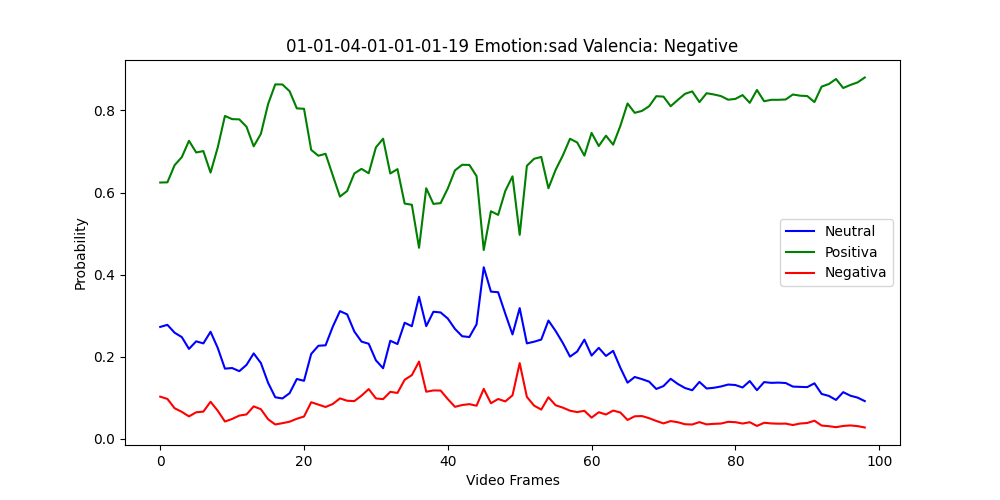 01-01-04-01-01-01-19 Emotion:sad Valencia: Negative
Probability
0.8
0.6
0.4
0.2
0.0
Neutral
Positiva
Negativa
0 20 40 60 80 100
Video Frames